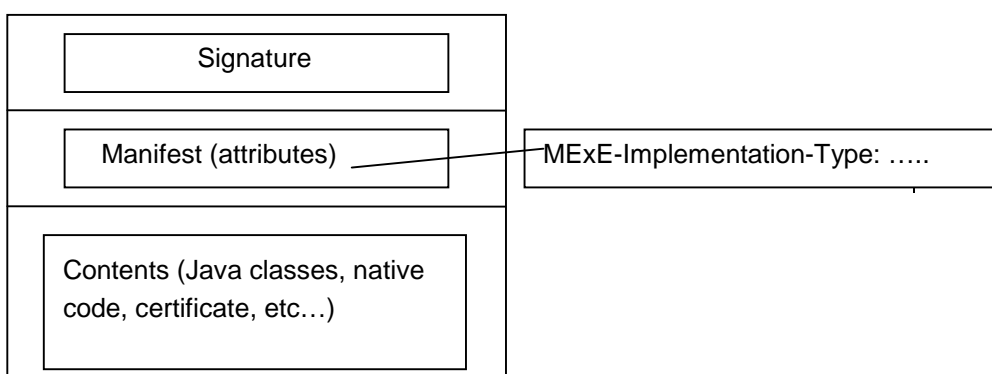 Signature
Manifest (attributes)
MExE-Implementation-Type: …..
Contents (Java classes, native
code, certificate, etc…)